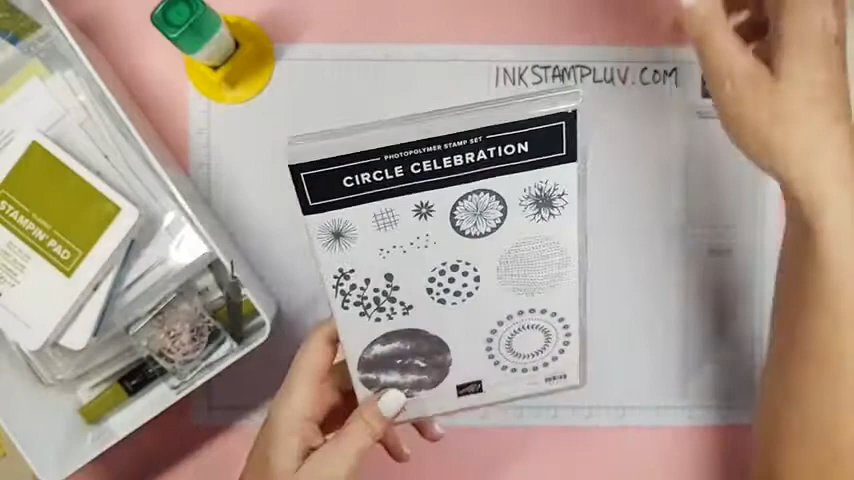 INKSTAMPLUV.COM
PHOTOPOLYMER STAMP SET
CIRCLE CELEBRATION
STAMPIN' PAD